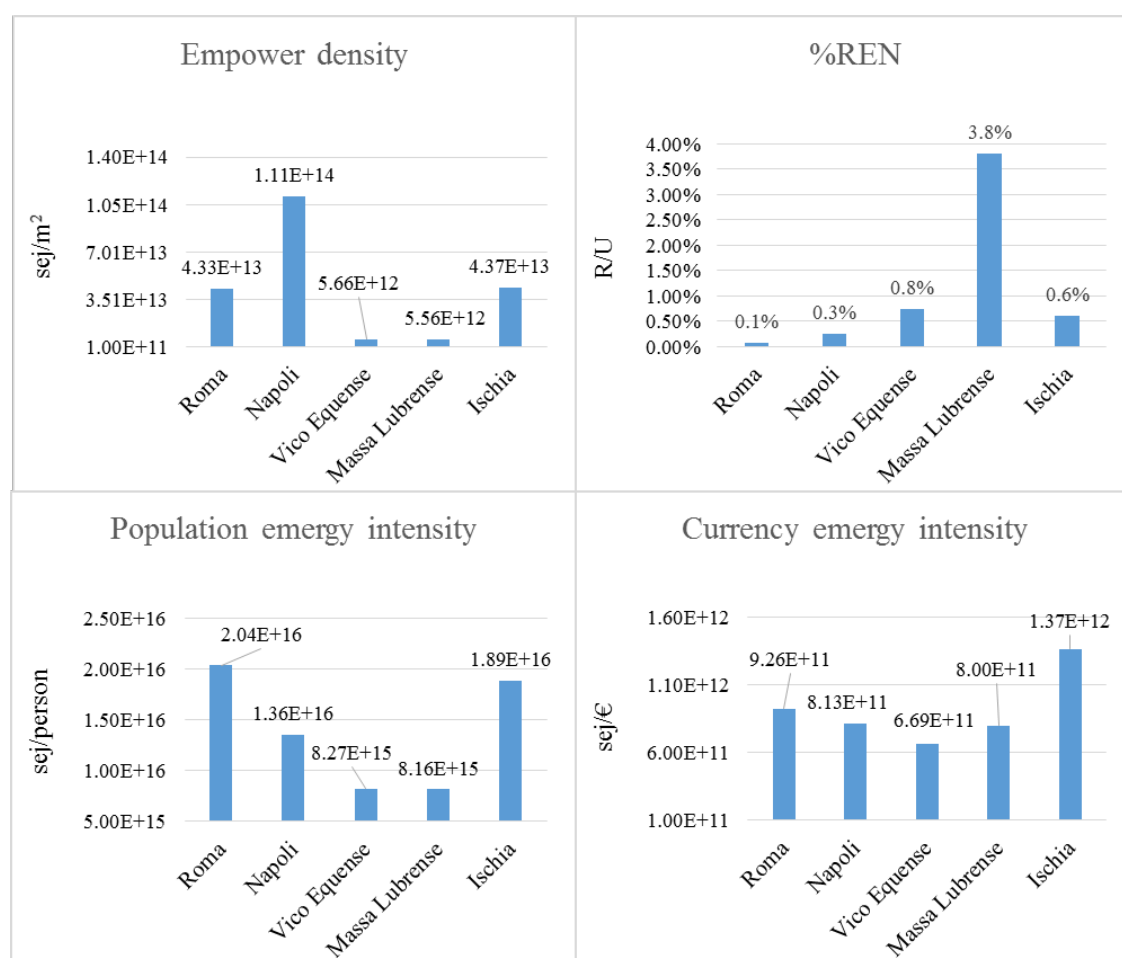 Empower density
sej/m²
1.40E+14
1.05E+14
7.01E+13
3.51E+13
1.00E+11
4.33E+13
1.11E+14
5.66E+12
5.56E+12
4.37E+13
Roma
Napoli
Vico Equense
Massa Lubrense
Ischia
%REN
R/U
4.00%
3.50%
3.00%
2.50%
2.00%
1.50%
1.00%
0.50%
0.00%
0.1%
0.3%
0.8%
3.8%
0.6%
Roma
Napoli
Vico Equense
Massa Lubrense
Ischia
Population emergy intensity
sej/person
2.50E+16
2.00E+16
1.50E+16
1.00E+16
5.00E+15
2.04E+16
1.36E+16
8.27E+15
8.16E+15
1.89E+16
Roma
Napoli
Vico Equense
Massa Lubrense
Ischia
Currency emergy intensity
sej/€
1.60E+12
1.10E+12
6.00E+11
1.00E+11
9.26E+11
8.13E+11
6.69E+11
8.00E+11
1.37E+12
Roma
Napoli
Vico Equense
Massa Lubrense
Ischia